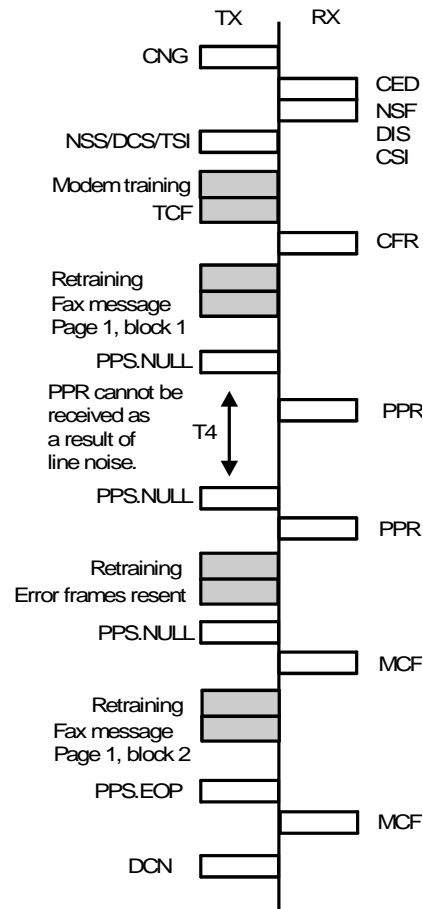 TX RX
CNG
CED
NSF
DIS
CSI
NSS/DCS/TSI
Modem training
TCF
CFR
Retraining
Fax message
Page 1, block 1
PPS.NULL
PPR cannot be
received as
a result of
line noise.
T4
PPR
PPS.NULL
PPR
Retraining
Error frames resent
PPS.NULL
MCF
Retraining
Fax message
Page 1, block 2
PPS.EOP
MCF
DCN